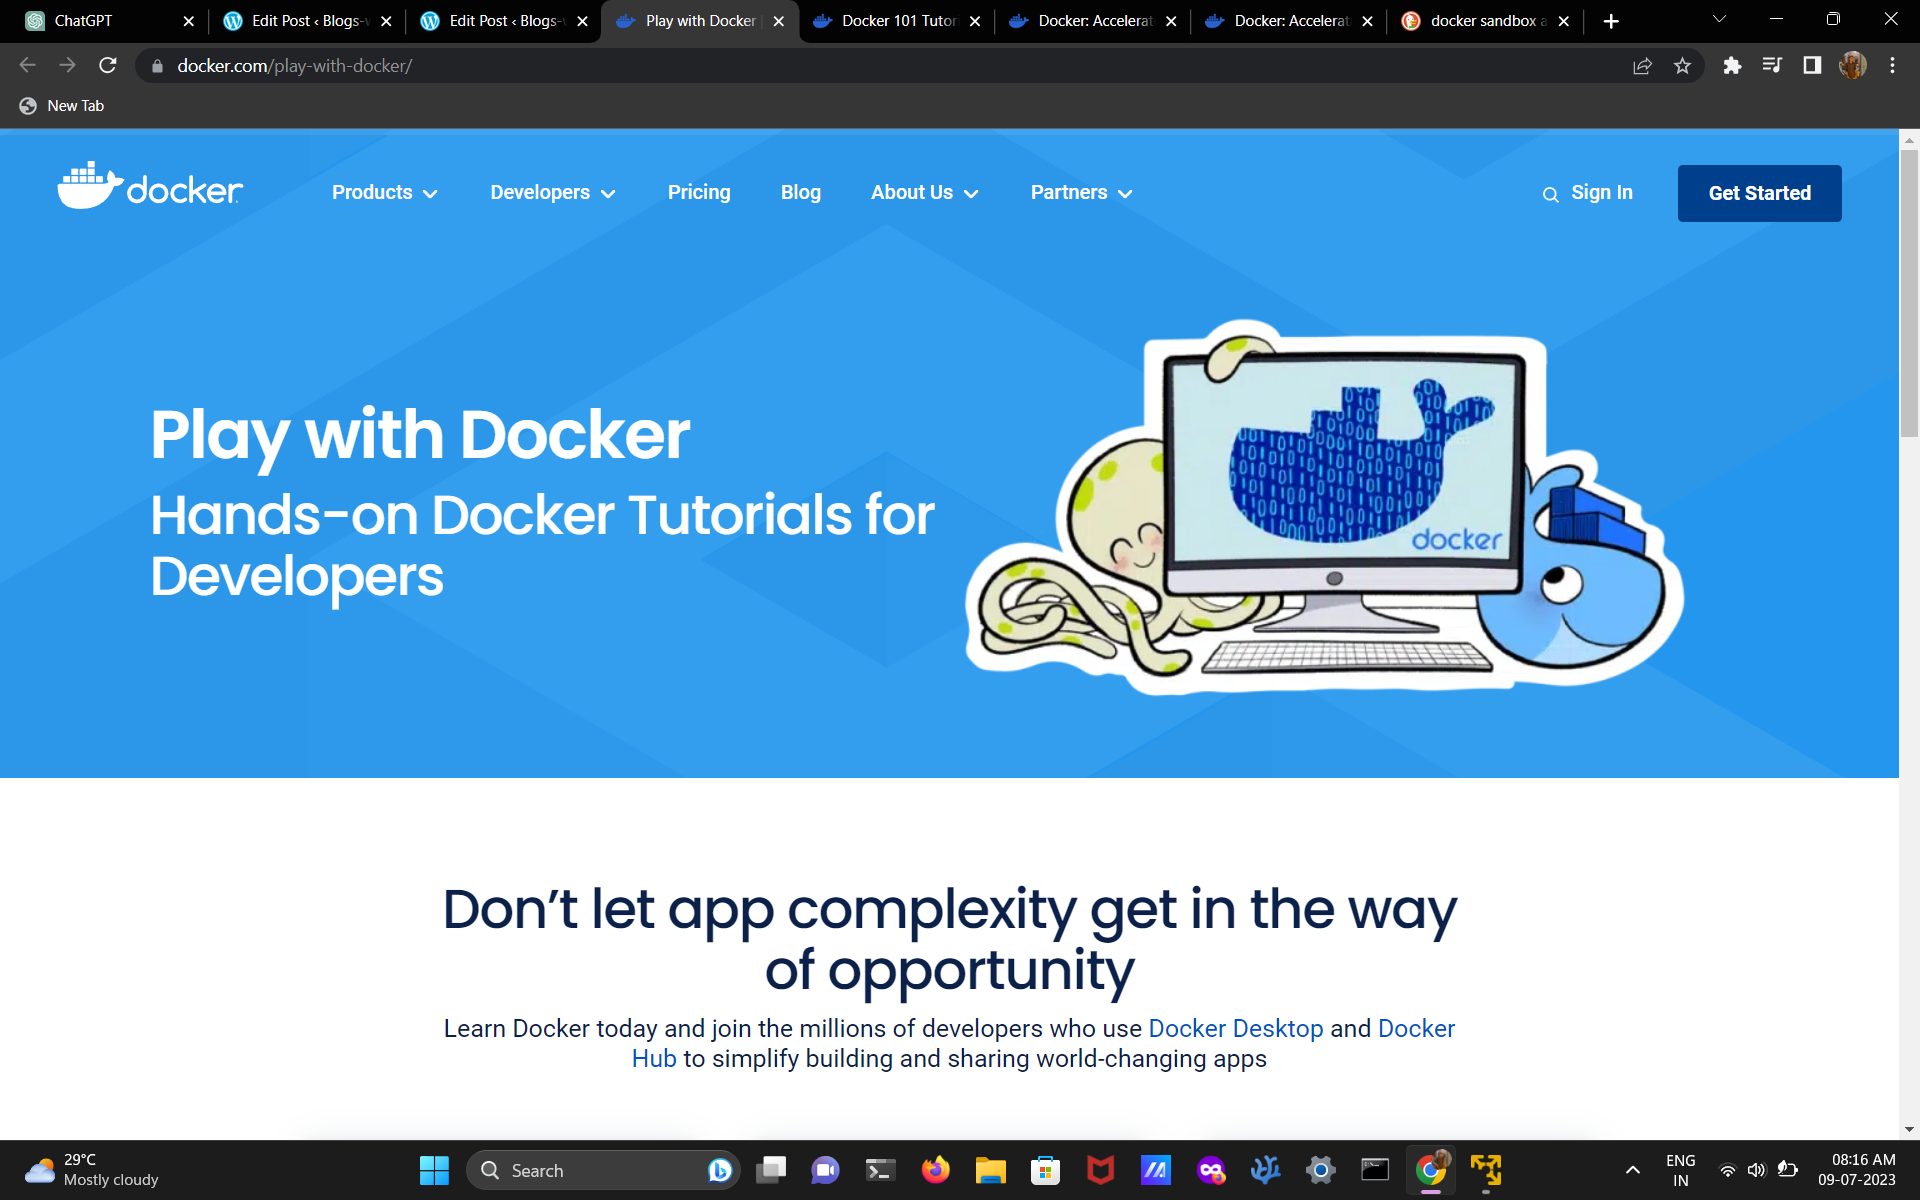 ChatGPT
Edit Post ‹ Blogs-
Edit Post ‹ Blogs-
Play with Docker
Docker 101 Tutor
Docker: Accelerat
Docker: Accelerat
docker sandbox a
docker.com/play-with-docker/
New Tab
docker
Products
Developers
Pricing
Blog
About Us
Partners
Sign In
Get Started
Play with Docker
Hands-on Docker Tutorials for
Developers
docker
Don’t let app complexity get in the way
of opportunity
Learn Docker today and join the millions of developers who use Docker Desktop and Docker
Hub to simplify building and sharing world-changing apps
29°C
Mostly cloudy
Search
ENG
IN
08:16 AM
09-07-2023